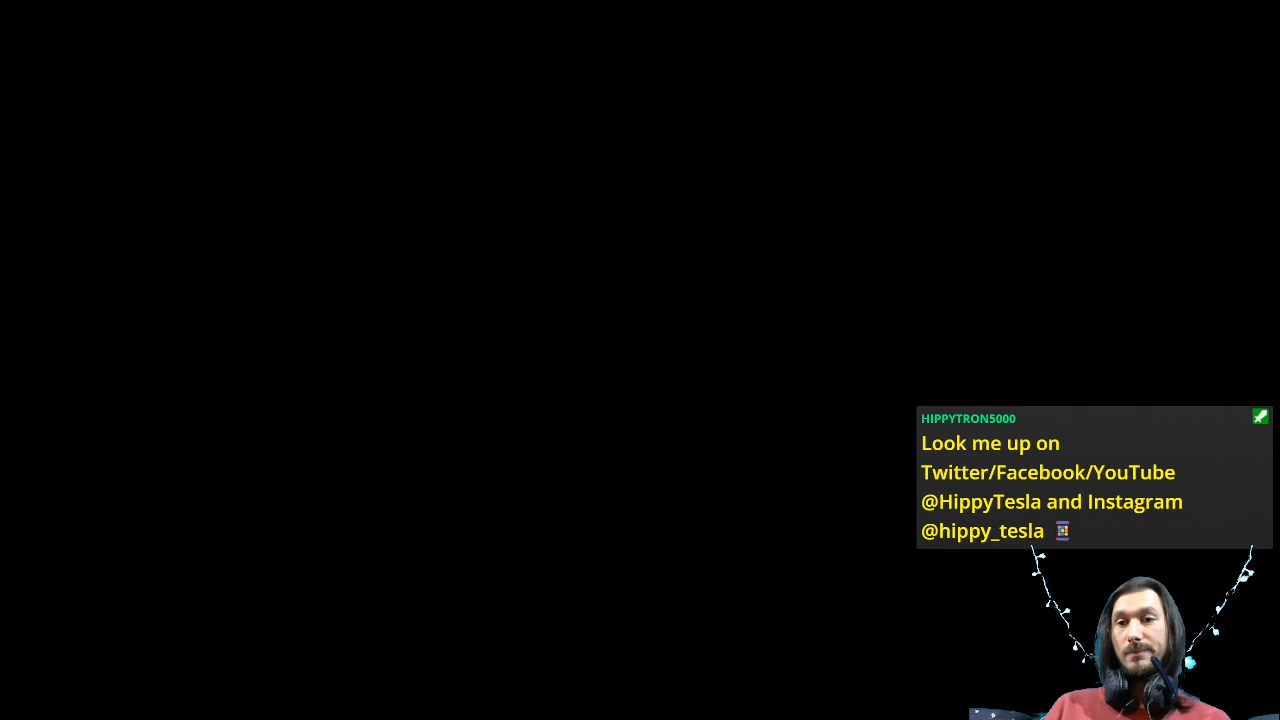 HIPPYTRON5000
Look me up on
Twitter/Facebook/YouTube
@HippyTesla and Instagram
@hippy_tesla